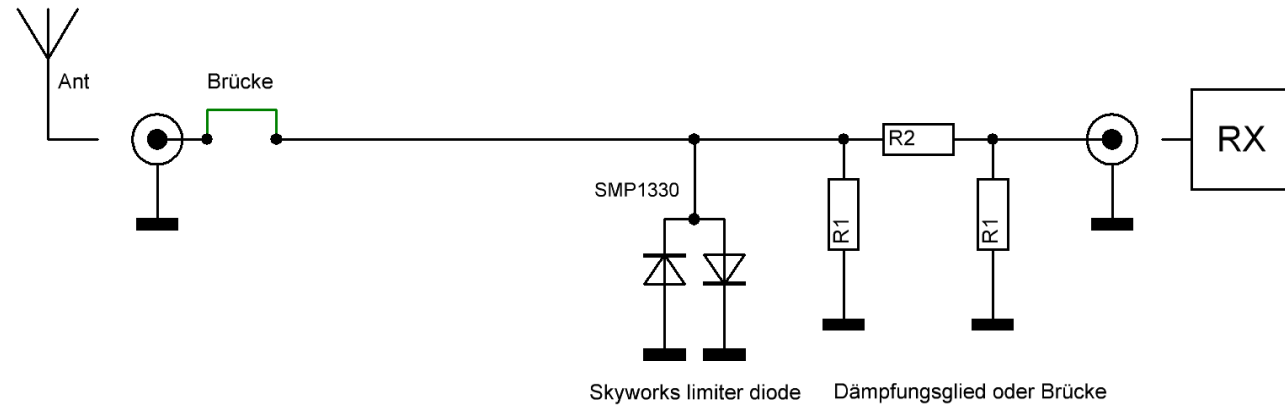 Ant
Brücke
RX
R2
SMP1330
R1
R1
Skyworks limiter diode
Dämpfungsglied oder Brücke